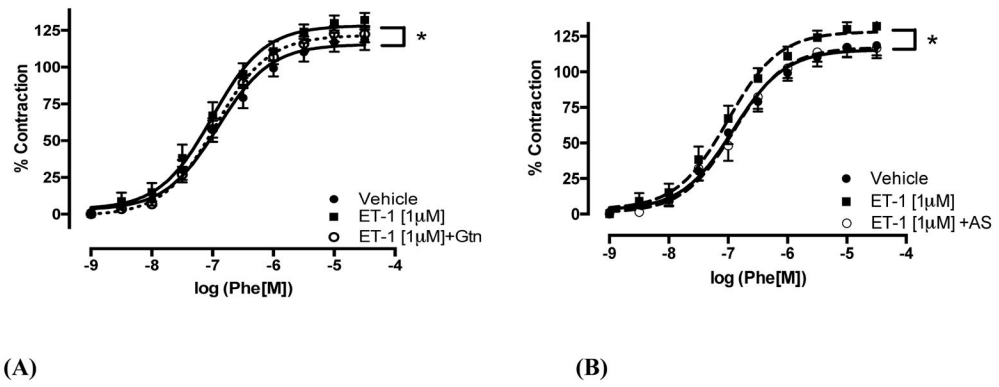 125
100
75
50
25
0
% Contraction
*
Vehicle
ET-1 [1μM]
ET-1 [1μM]+Gtn
-9 -8 -7 -6 -5 -4
log (Phe[M])
(A)
125
100
75
50
25
0
% Contraction
*
Vehicle
ET-1 [1μM]
ET-1 [1μM] +AS
-9 -8 -7 -6 -5 -4
log (Phe[M])
(B)